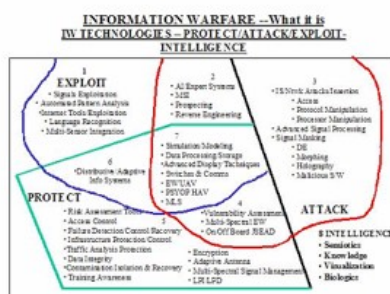 INFORMATION WARFARE --What it is
IW TECHNOLOGIES – PROTECT/ATTACK/EXPLOIT-
INTELLIGENCE
1
EXPLOIT
• Signals Exploitation
• Automated Pattern Analysis
• Internet Tools Exploitation
• Language Recognition
• Multi-Sensor Integration
2
• AI Expert Systems
• MSI
• Prospecting
• Reverse Engineering
3
• Access
• Protocol Manipulation
• Processor Manipulation
• Advanced Signal Processing
• Signal Masking
• DE
• Morphing
• Holography
• Malicious S/W
7
• Simulation Modeling
• Data Processing Storage
• Advanced Display Techniques
• Switches & Comms
• EW UAV
• PSYOP HAV
• MLS
6
• Distributive Adaptive
Info Systems
PROTECT
• Risk Assessment Tools
• Access Control
• Failure Detection Control Recovery
• Infrastructure Protection Control
• Traffic Analysis Protection
• Data Integrity
• Contamination Isolation & Recovery
• Training Awareness
5
• Encryption
• Adaptive Antenna
• Multi-Spectral Signal Management
• LPI LPD
4
• Vulnerability Assessment
• Multi-Spectral EW
• On/Off Board
ATTACK
8 INTELLIGENCE
• Semiotics
• Knowledge
• Visualization
• Biologics